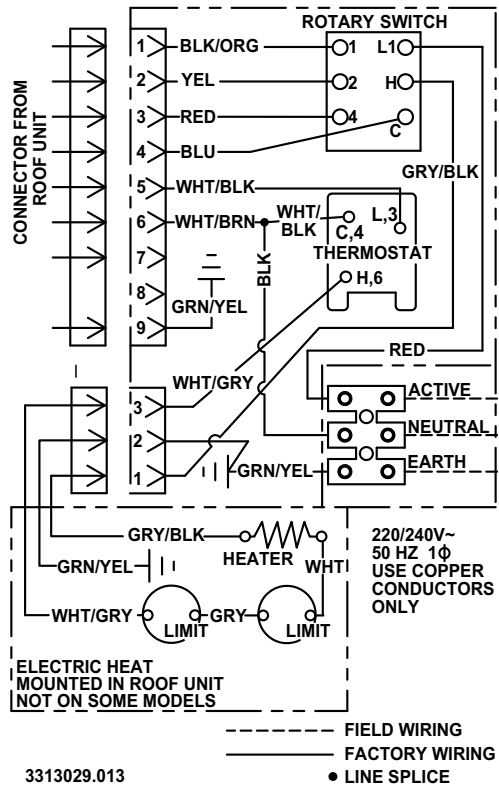 ROTARY SWITCH
1 BLK/ORG 1 L1
2 YEL 2 H
3 RED 4
4 BLU C
GRY/BLK
CONNECTOR FROM
ROOF UNIT
5 WHT/BLK
6 WHT/BRN
WHT/
BLK
C,4
L,3
THERMOSTAT
7
BLK
H,6
8
GRN/YEL
9
RED
WHT/GRY
ACTIVE
3
NEUTRAL
2
EARTH
GRN/YEL
1
GRY/BLK
HEATER
WHT
GRN/YEL
220/240V~
50 HZ 1ϕ
USE COPPER
CONDUCTORS
ONLY
WHT/GRY
LIMIT
GRY
LIMIT
ELECTRIC HEAT
MOUNTED IN ROOF UNIT
NOT ON SOME MODELS
FIELD WIRING
FACTORY WIRING
LINE SPLICE
3313029.013